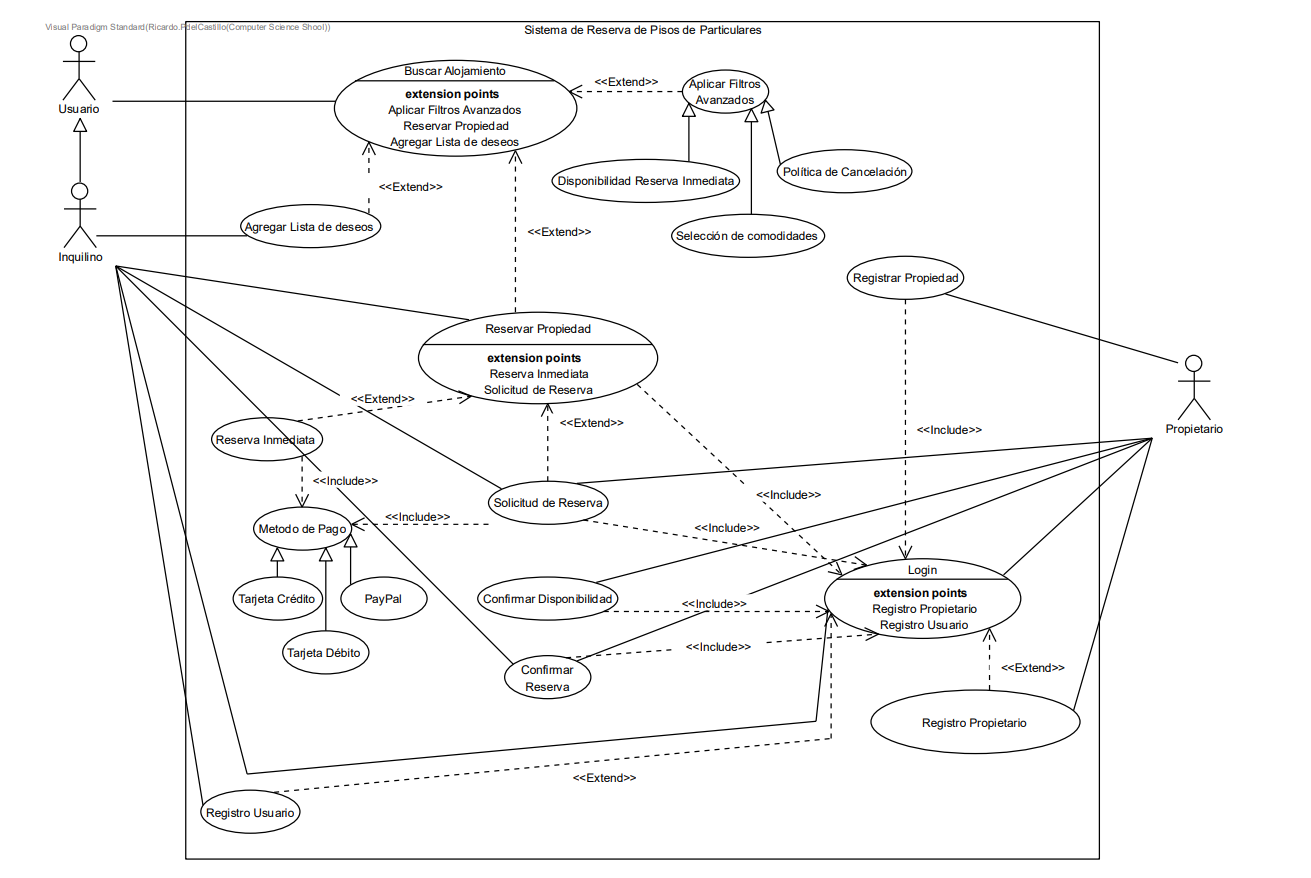 Visual Paradigm Standard(Ricardo.RdelCastillo(Computer Science Shool))
Sistema de Reserva de Pisos de Particulares
Usuario
Buscar Alojamiento
extension points
Aplicar Filtros Avanzados
Reservar Propiedad
Agregar Lista de deseos
<<Extend>>
Aplicar Filtros
Avanzados
Disponibilidad Reserva Inmediata
Política de Cancelación
Selección de comodidades
<<Extend>>
<<Extend>>
Agregar Lista de deseos
Inquilino
Registrar Propiedad
Reservar Propiedad
extension points
Reserva Inmediata
Solicitud de Reserva
<<Extend>>
<<Extend>>
<<Include>>
Propietario
Reserva Inmediata
<<Include>>
<<Include>>
Solicitud de Reserva
<<Include>>
<<Include>>
Metodo de Pago
Tarjeta Crédito
PayPal
Tarjeta Débito
Confirmar Disponibilidad
<<Include>>
Login
extension points
Registro Propietario
Registro Usuario
<<Include>>
Confirmar
Reserva
<<Extend>>
Registro Propietario
<<Extend>>
Registro Usuario